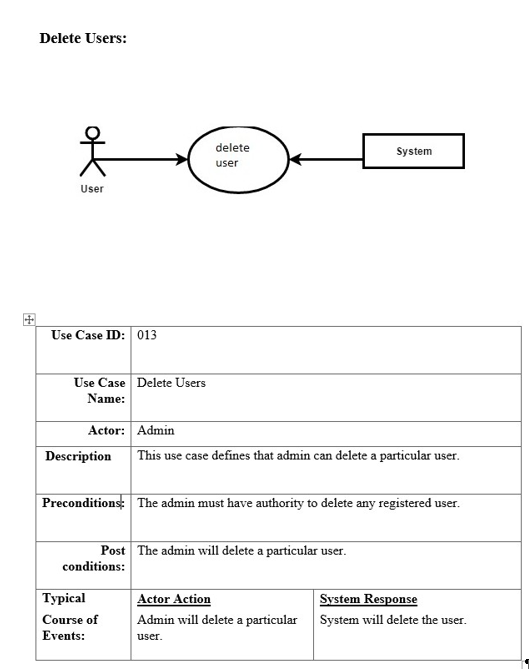 Delete Users:
delete
user
System
User
Use Case ID: 013
Use Case Delete Users
Name:
Actor: Admin
Description This use case defines that admin can delete a particular user.
Preconditions: The admin must have authority to delete any registered user.
Post The admin will delete a particular user.
conditions:
Typical Actor Action System Response
Course of Admin will delete a particular System will delete the user.
Events: user.